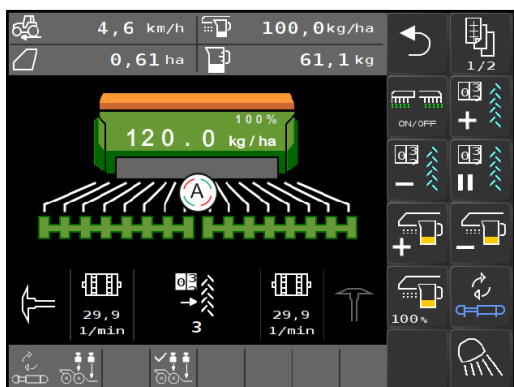 4,6 km/h
100,0kg/ha
0,61 ha
61,1 kg
1/2
100%
120.0 kg/ha
ON/OFF
A
29,9
1/min
3
29,9
1/min
100%